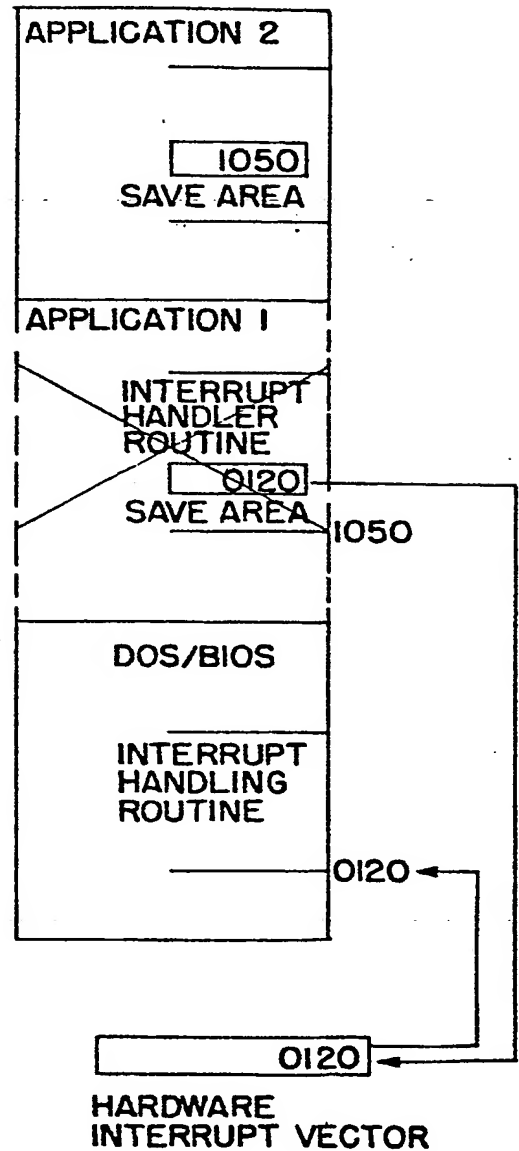 APPLICATION 2
1050
SAVE AREA
APPLICATION 1
INTERRUPT
HANDLER
ROUTINE
0120
SAVE AREA
1050
DOS/BIOS
INTERRUPT
HANDLING
ROUTINE
0120
0120
HARDWARE
INTERRUPT VECTOR